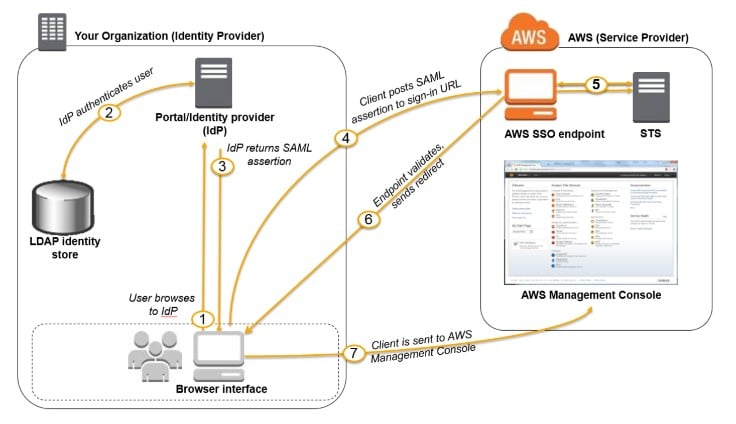 Your Organization (Identity Provider)
AWS
AWS (Service Provider)
IdP authenticates user
2
Portal/Identity provider
(IdP)
Client posts SAML
assertion to sign-in URL
4
5
AWS SSO endpoint
STS
3
IdP returns SAML
assertion
Endpoint validates,
sends redirect
6
LDAP identity
store
AWS Management Console
User browses
to IdP
1
7
Client is sent to AWS
Management Console
Browser interface